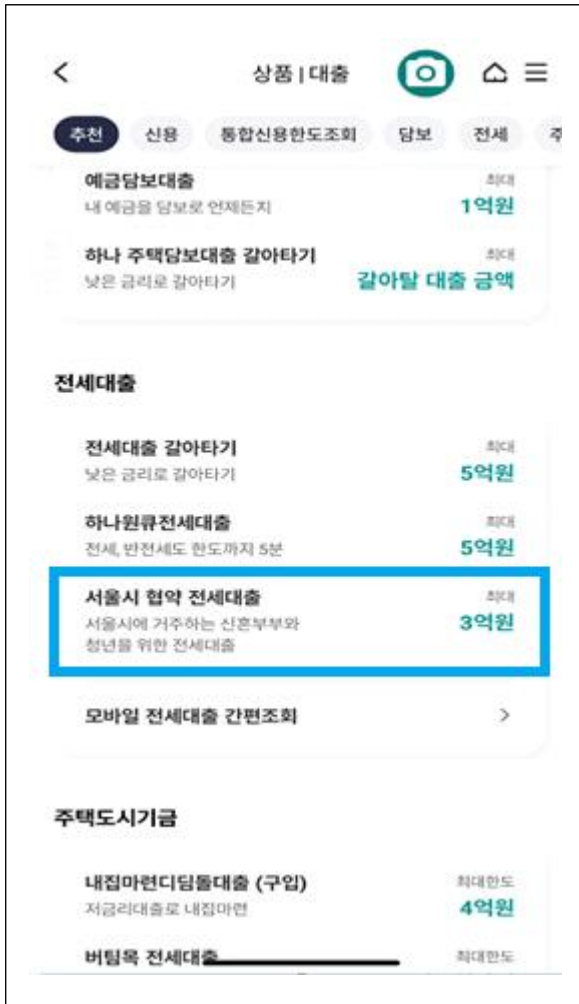 상품 | 대출
추천 신용 통합신용한도조회 담보 전세 주
예금담보대출 최대
내 예금을 담보로 언제든지 1억원
하나 주택담보대출 갈아타기 최대
낮은 금리로 갈아타기 갈아탈 대출 금액
전세대출
전세대출 갈아타기 최대
낮은 금리로 갈아타기 5억원
하나원큐전세대출 최대
전세, 반전세도 한도까지 5분 5억원
서울시 협약 전세대출 최대
서울시에 거주하는 신혼부부와 3억원
청년을 위한 전세대출
모바일 전세대출 간편조회
주택도시기금
내집마련디딤돌대출 (구입) 최대한도
저금리대출로 내집마련 4억원
버팀목 전세대출 최대한도